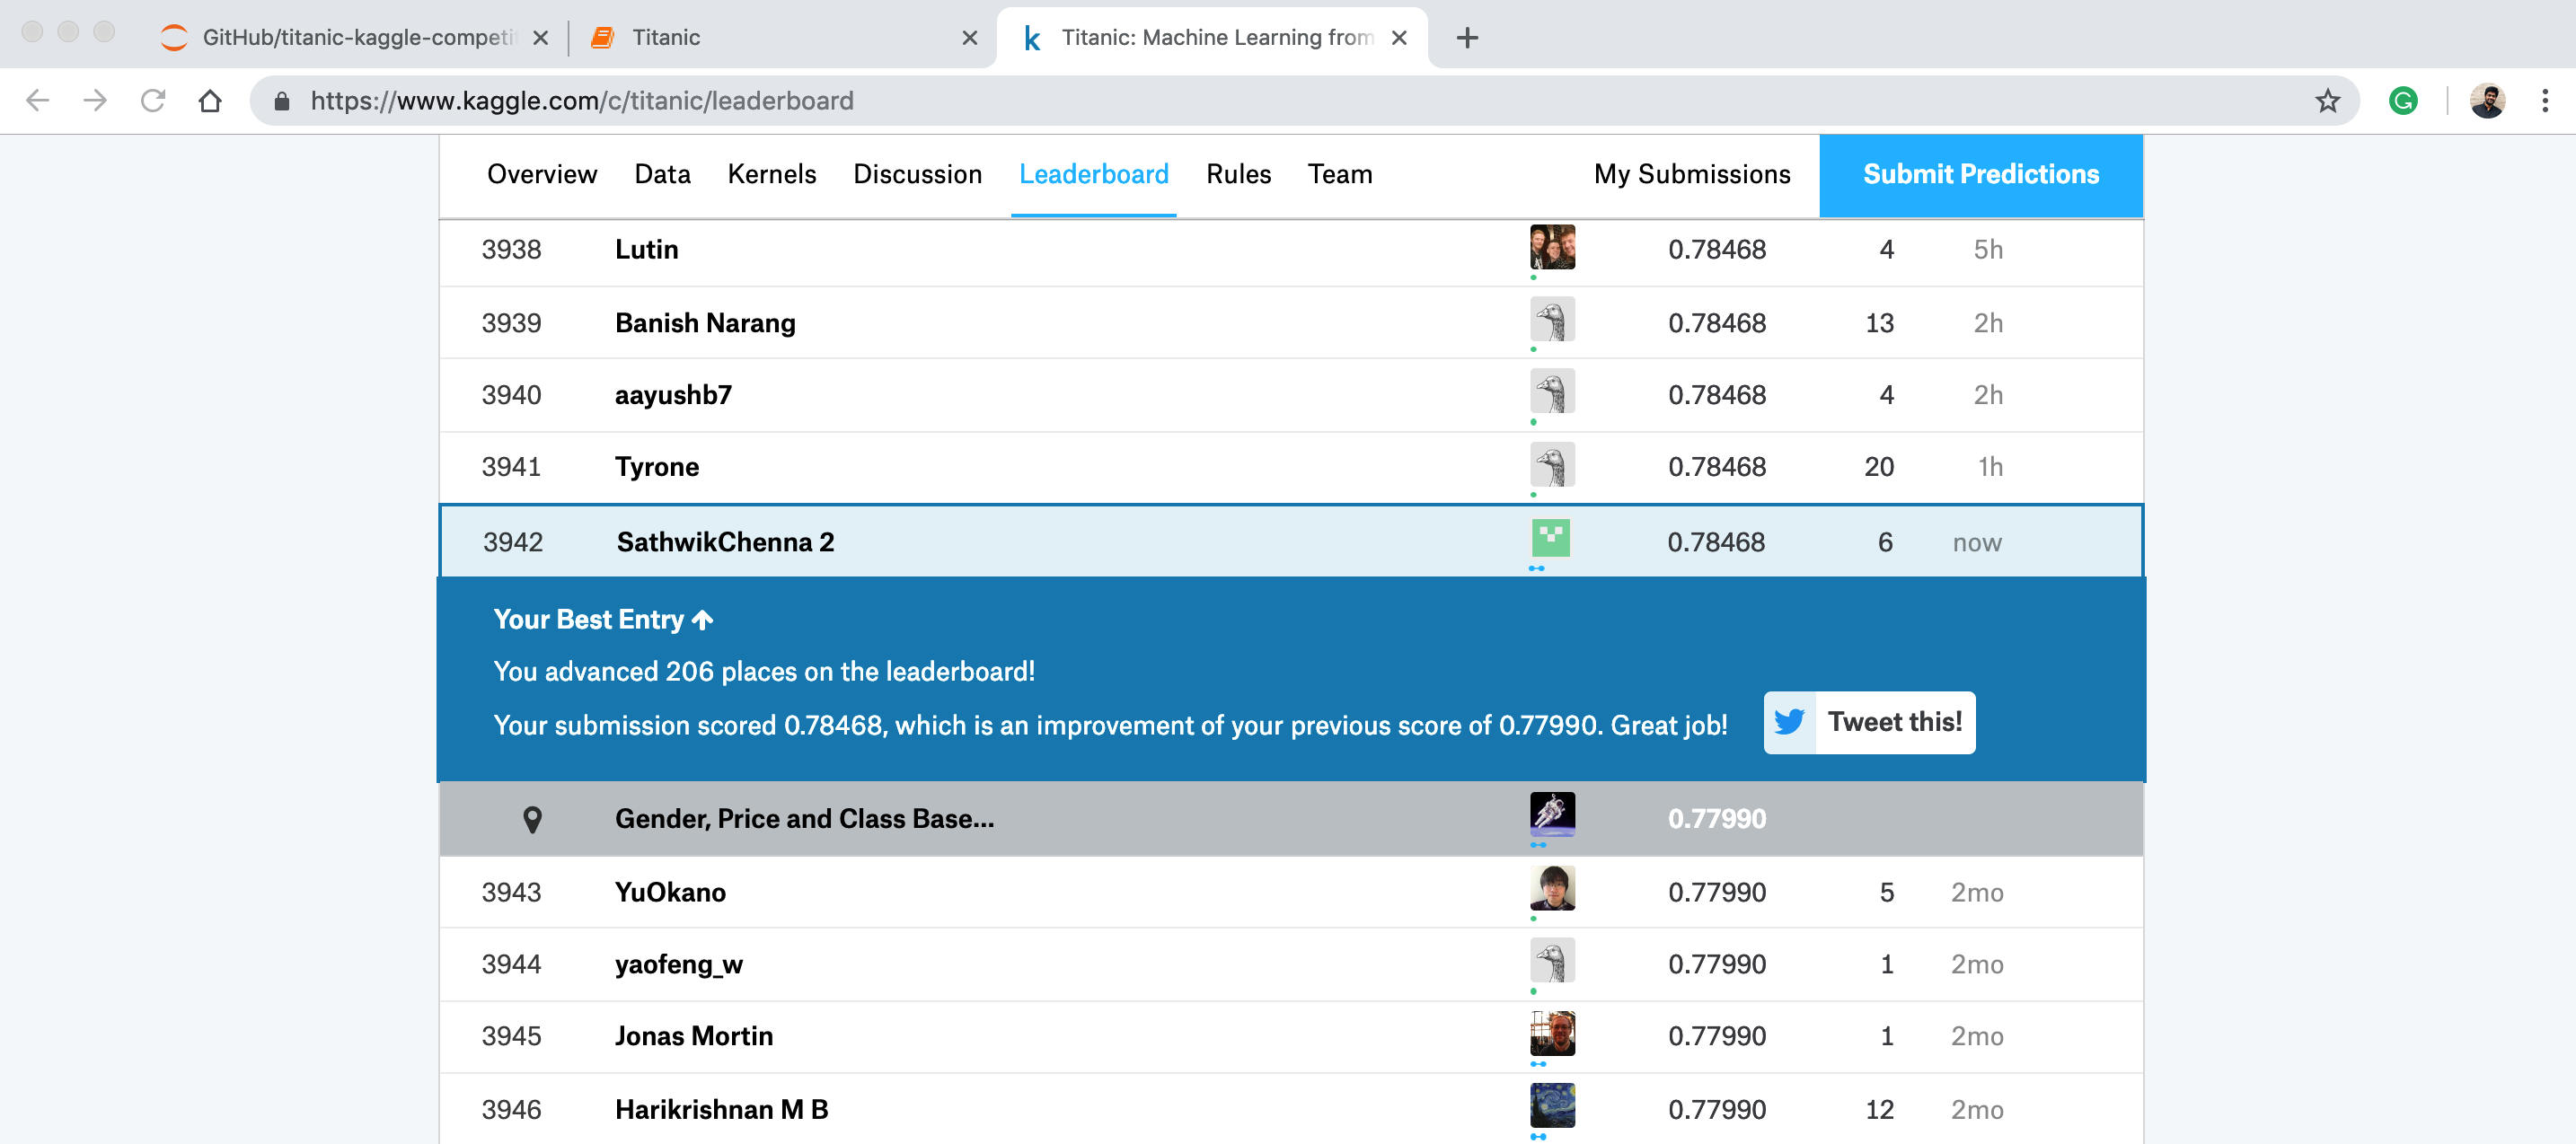 GitHub/titanic-kaggle-competi
Titanic
k Titanic: Machine Learning from
https://www.kaggle.com/c/titanic/leaderboard
G
Overview Data Kernels Discussion Leaderboard Rules Team My Submissions Submit Predictions
3938 Lutin 0.78468 4 5h
3939 Banish Narang 0.78468 13 2h
3940 aayushb7 0.78468 4 2h
3941 Tyrone 0.78468 20 1h
3942 SathwikChenna 2 0.78468 6 now
Your Best Entry
You advanced 206 places on the leaderboard!
Your submission scored 0.78468, which is an improvement of your previous score of 0.77990. Great job! Tweet this!
Gender, Price and Class Base... 0.77990
3943 YuOkano 0.77990 5 2mo
3944 yaofeng_w 0.77990 1 2mo
3945 Jonas Mortin 0.77990 1 2mo
3946 Harikrishnan M B 0.77990 12 2mo